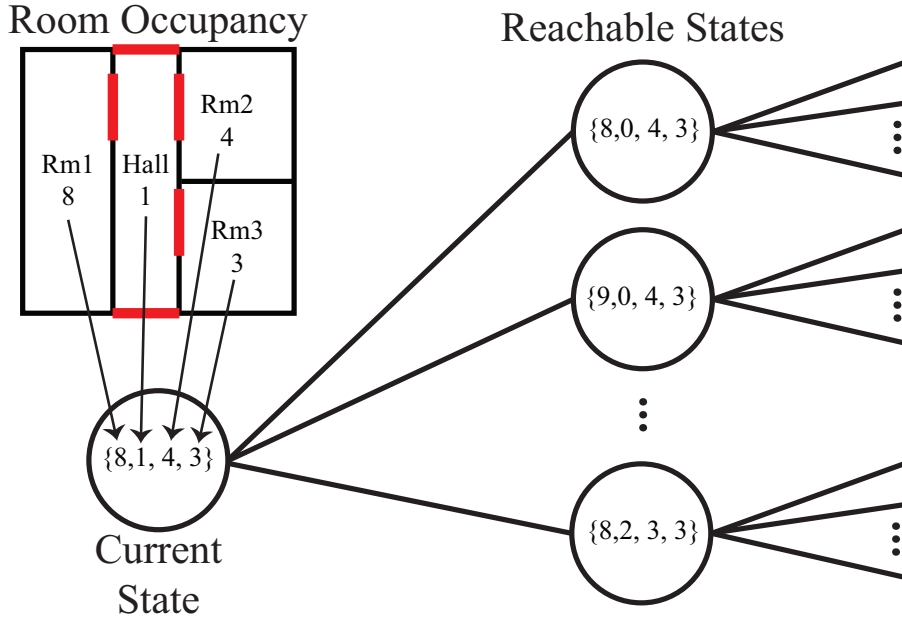 Room Occupancy
Reachable States
Rm1
8
Hall
1
Rm2
4
Rm3
3
{8,0, 4, 3}
{9,0, 4, 3}
{8,1, 4, 3}
{8,2, 3, 3}
Current
State